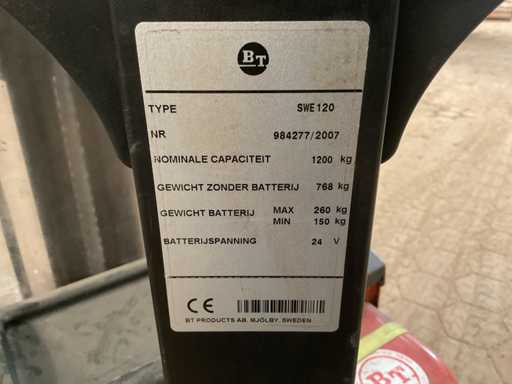 BT
TYPE SWE120
NR 984277/2007
NOMINALE CAPACITEIT 1200 kg
GEWICHT ZONDER BATTERIJ 768 kg
GEWICHT BATTERIJ MAX 260 kg
MIN 150 kg
BATTERIJSPANNING 24 V
CE
BT PRODUCTS AB. MJÖLBY. SWEDEN
BT